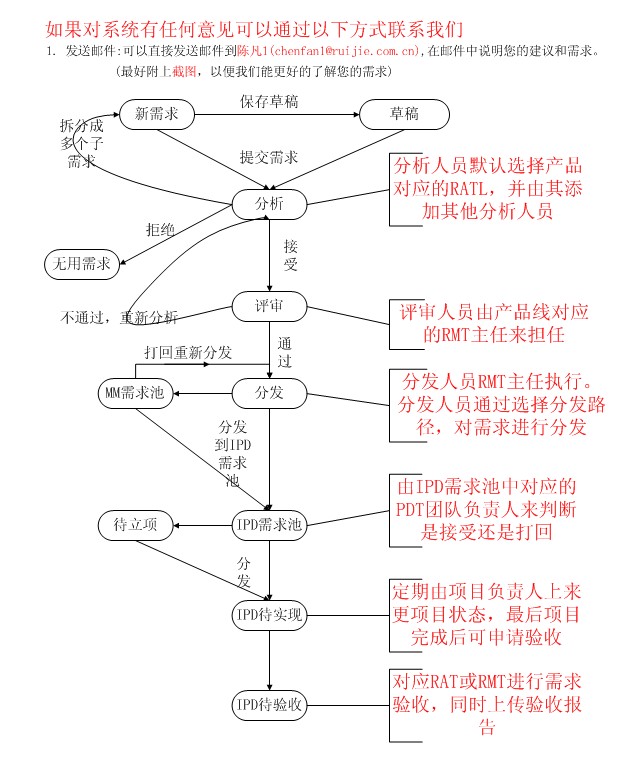 如果对系统有任何意见可以通过以下方式联系我们
1. 发送邮件:可以直接发送邮件到陈凡1(chenfan1@ruijie.com.cn),在邮件中说明您的建议和需求。
(最好附上截图，以便我们能更好的了解您的需求)
新需求
保存草稿
草稿
拆分成
多个子
需求
提交需求
分析人员默认选择产品
对应的RATL，并由其添
加其他分析人员
分析
拒绝
接
受
无用需求
评审
不通过，重新分析
评审人员由产品线对应
的RMT主任来担任
通
过
打回重新分发
MM需求池
分发
分发人员RMT主任执行。
分发人员通过选择分发路
径，对需求进行分发
分发
到IPD
需求
池
由IPD需求池中对应的
PDT团队负责人来判断
是接受还是打回
待立项
IPD需求池
分
发
IPD待实现
定期由项目负责人上来
更项目状态，最后项目
完成后可申请验收
IPD待验收
对应RAT或RMT进行需求
验收，同时上传验收报
告